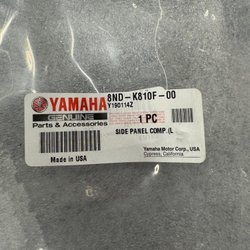 YAMAHA
GENUINE
Parts & Accessories
8ND-K810F-00
Y190114Z
1 PC
SIDE PANEL COMP.(L
Made in USA
Yamaha Motor Corp., USA
Cypress, California